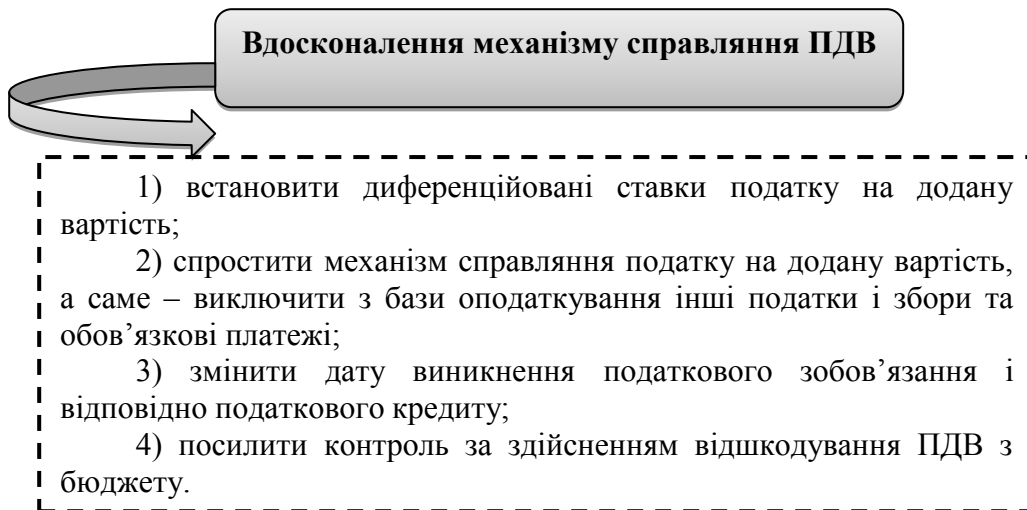 Вдосконалення механізму справляння ПДВ
1) встановити диференційовані ставки податку на додану
вартість;
2) спростити механізм справляння податку на додану вартість,
а саме – виключити з бази оподаткування інші податки і збори та
обов’язкові платежі;
3) змінити дату виникнення податкового зобов’язання і
відповідно податкового кредиту;
4) посилити контроль за здійсненням відшкодування ПДВ з
бюджету.